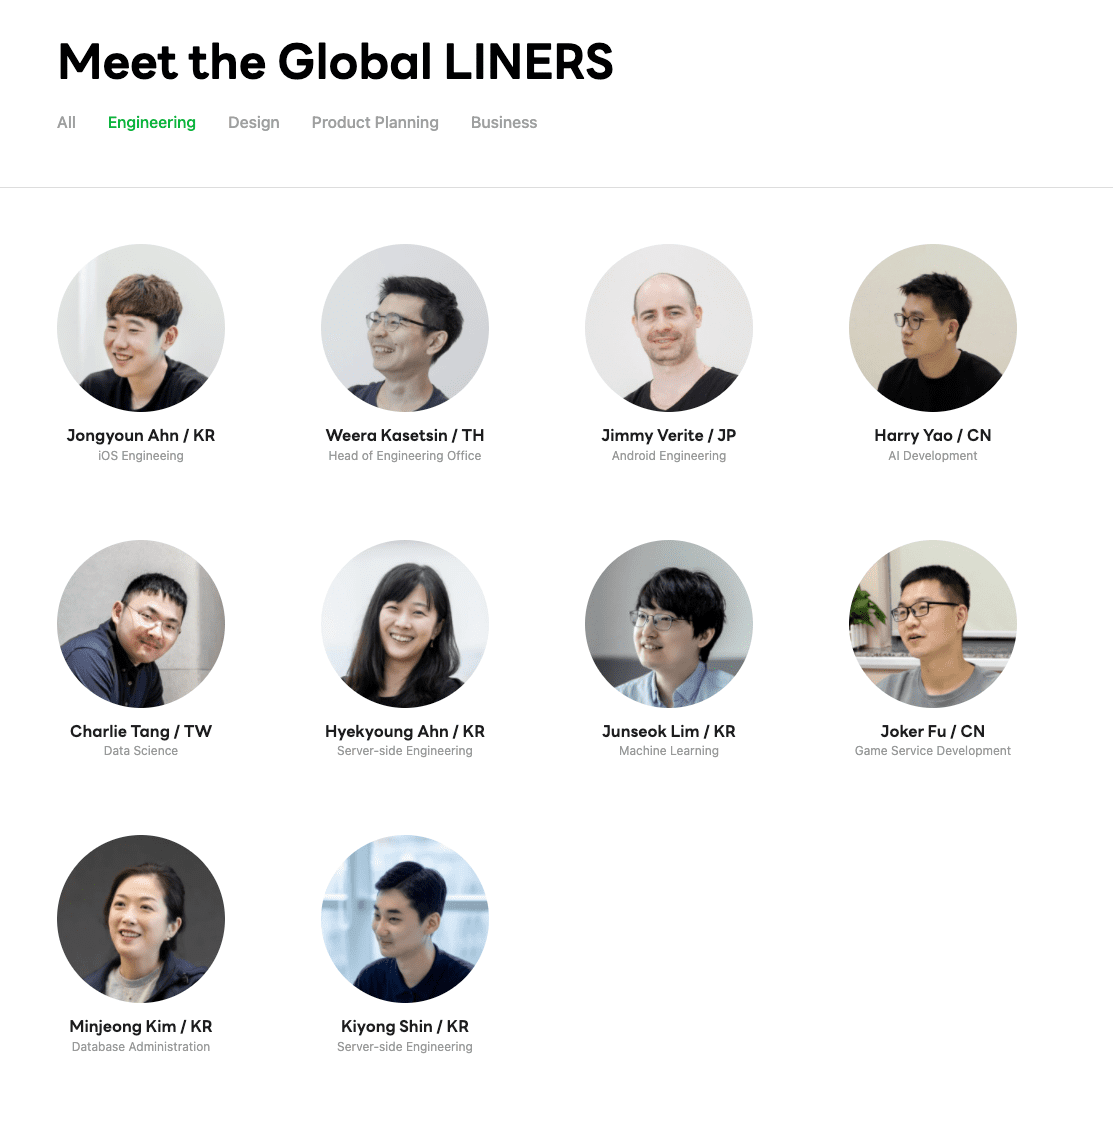 Meet the Global LINERS
All Engineering Design Product Planning Business
Jongyoun Ahn / KR
iOS Engineeing
Weera Kasetsin / TH
Head of Engineering Office
Jimmy Verite / JP
Android Engineering
Harry Yao / CN
AI Development
Charlie Tang / TW
Data Science
Hyekyoung Ahn / KR
Server-side Engineering
Junseok Lim / KR
Machine Learning
Joker Fu / CN
Game Service Development
Minjeong Kim / KR
Database Administration
Kiyong Shin / KR
Server-side Engineering